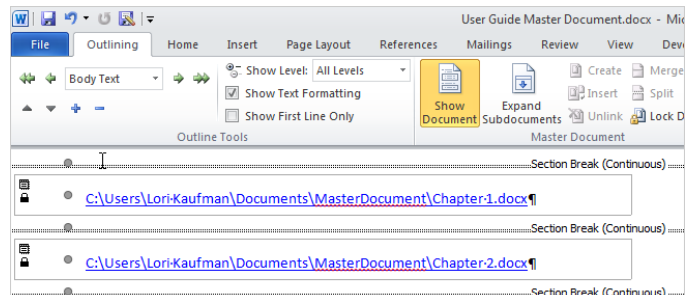 User Guide Master Document.docx - Mic
File Outlining Home Insert Page Layout References Mailings Review View Dev
Body Text Show Level: All Levels Create Merge
Show Text Formatting Insert Split
Show First Line Only Show Document Expand Subdocuments Unlink Lock D
Outline Tools Master Document
Section Break (Continuous)
C:\Users\Lori·Kaufman\Documents\MasterDocument\Chapter·1.docx¶
Section Break (Continuous)
C:\Users\Lori·Kaufman\Documents\MasterDocument\Chapter·2.docx¶
Section Break (Continuous)